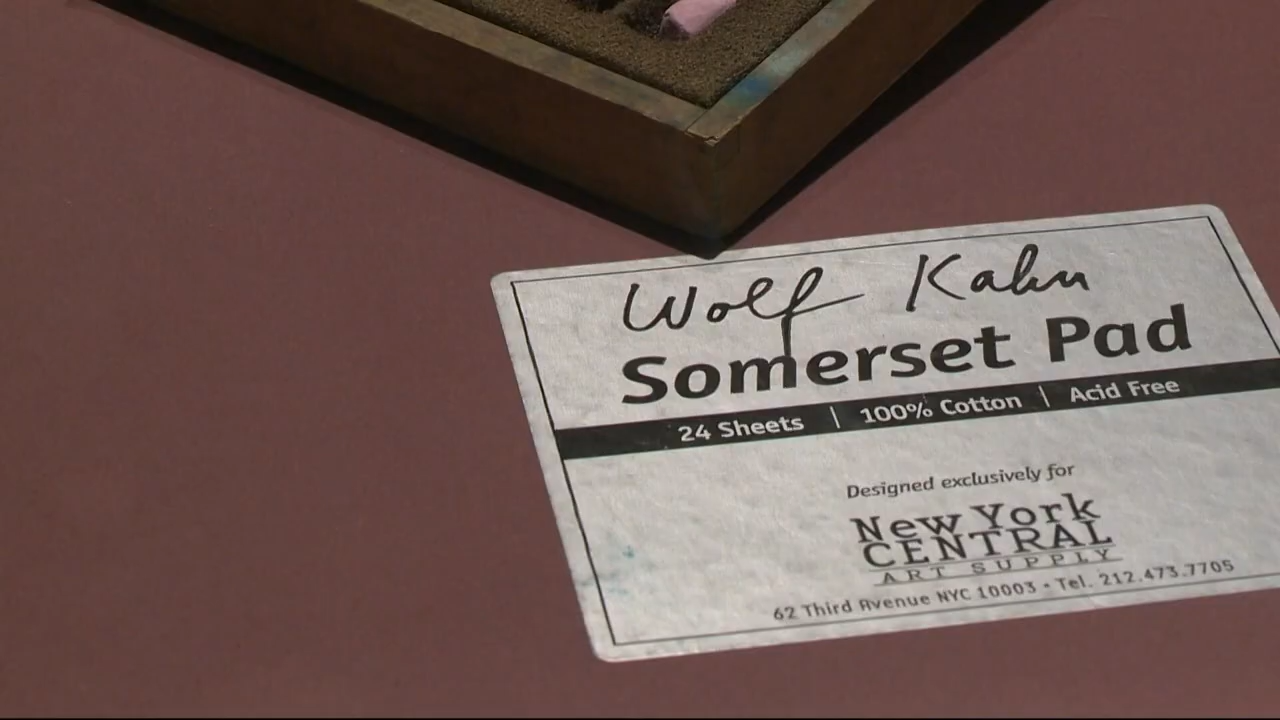 Wolf Kahn
Somerset Pad
24 Sheets | 100% Cotton | Acid Free
Designed exclusively for
New York
CENTRAL
ART SUPPLY
62 Third Avenue NYC 10003 • Tel. 212.473.7705